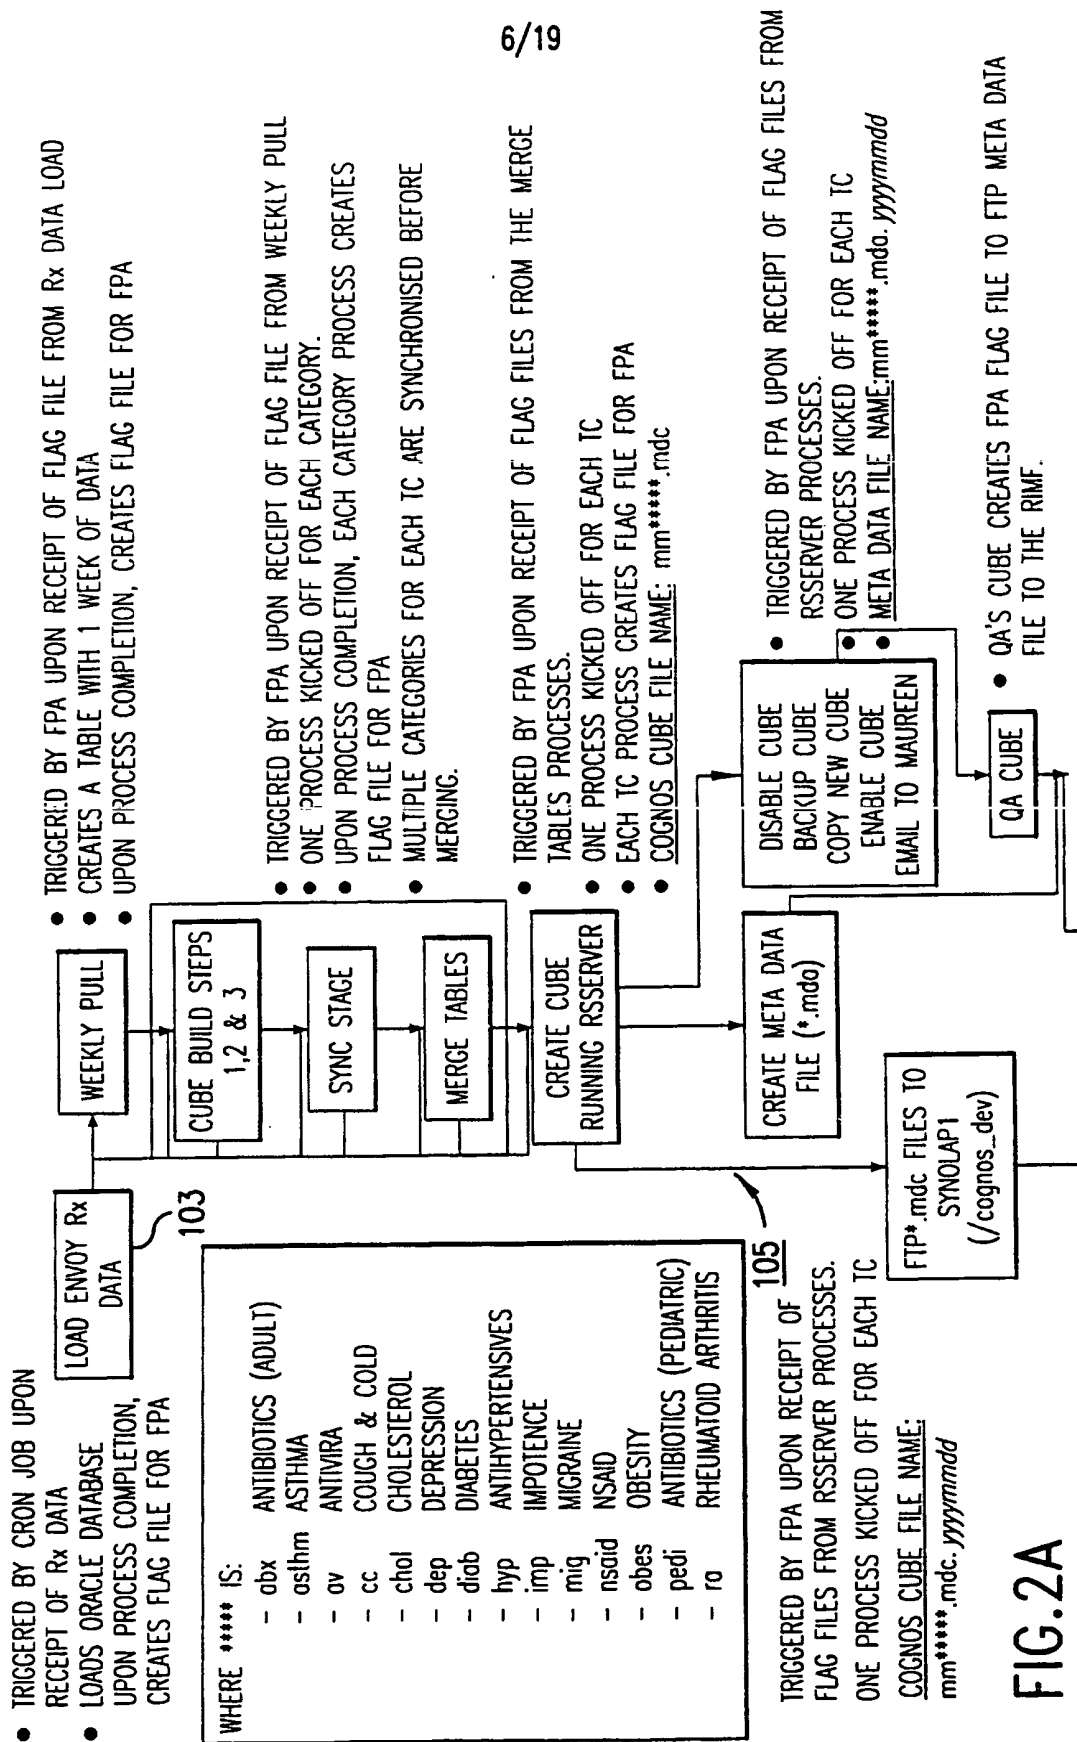 6/19
● TRIGGERED BY CRON JOB UPON
RECEIPT OF Rx DATA
● LOADS ORACLE DATABASE
UPON PROCESS COMPLETION,
CREATES FLAG FILE FOR FPA
LOAD ENVOY Rx
DATA
103
WEEKLY PULL
● TRIGGERED BY FPA UPON RECEIPT OF FLAG FILE FROM Rx DATA LOAD
● CREATES A TABLE WITH 1 WEEK OF DATA
● UPON PROCESS COMPLETION, CREATES FLAG FILE FOR FPA
CUBE BUILD STEPS
1,2 & 3
SYNC STAGE
MERGE TABLES
● TRIGGERED BY FPA UPON RECEIPT OF FLAG FILE FROM WEEKLY PULL
● ONE PROCESS KICKED OFF FOR EACH CATEGORY.
● UPON PROCESS COMPLETION, EACH CATEGORY PROCESS CREATES
FLAG FILE FOR FPA
● MULTIPLE CATEGORIES FOR EACH TC ARE SYNCHRONISED BEFORE
MERGING.
WHERE ***** IS:
- abx ANTIBIOTICS (ADULT)
- asthm ASTHMA
- av ANTIVIRA
- cc COUGH & COLD
- chol CHOLESTEROL
- dep DEPRESSION
- diab DIABETES
- hyp ANTIHYPERTENSIVES
- imp IMPOTENCE
- mig MIGRAINE
- nsaid NSAID
- obes OBESITY
- pedi ANTIBIOTICS (PEDIATRIC)
- ra RHEUMATOID ARTHRITIS
CREATE CUBE
RUNNING RSSERVER
● TRIGGERED BY FPA UPON RECEIPT OF FLAG FILES FROM THE MERGE
TABLES PROCESSES.
● ONE PROCESS KICKED OFF FOR EACH TC
● EACH TC PROCESS CREATES FLAG FILE FOR FPA
● COGNOS CUBE FILE NAME: mm*****.mdc
105
TRIGGERED BY FPA UPON RECEIPT OF
FLAG FILES FROM RSSERVER PROCESSES.
ONE PROCESS KICKED OFF FOR EACH TC
COGNOS CUBE FILE NAME:
mm*****.mdc.yyyymmdd
FTP*.mdc FILES TO
SYNOLAP1
(/cognos_dev)
CREATE META DATA
FILE (*.mda)
DISABLE CUBE
BACKUP CUBE
COPY NEW CUBE
ENABLE CUBE
EMAIL TO MAUREEN
● TRIGGERED BY FPA UPON RECEIPT OF FLAG FILES FROM
RSSERVER PROCESSES.
● ONE PROCESS KICKED OFF FOR EACH TC
● META DATA FILE NAME:mm*****.mda.yyyymmdd
QA CUBE
● QA'S CUBE CREATES FPA FLAG FILE TO FTP META DATA
FILE TO THE RIMF.
FIG.2A